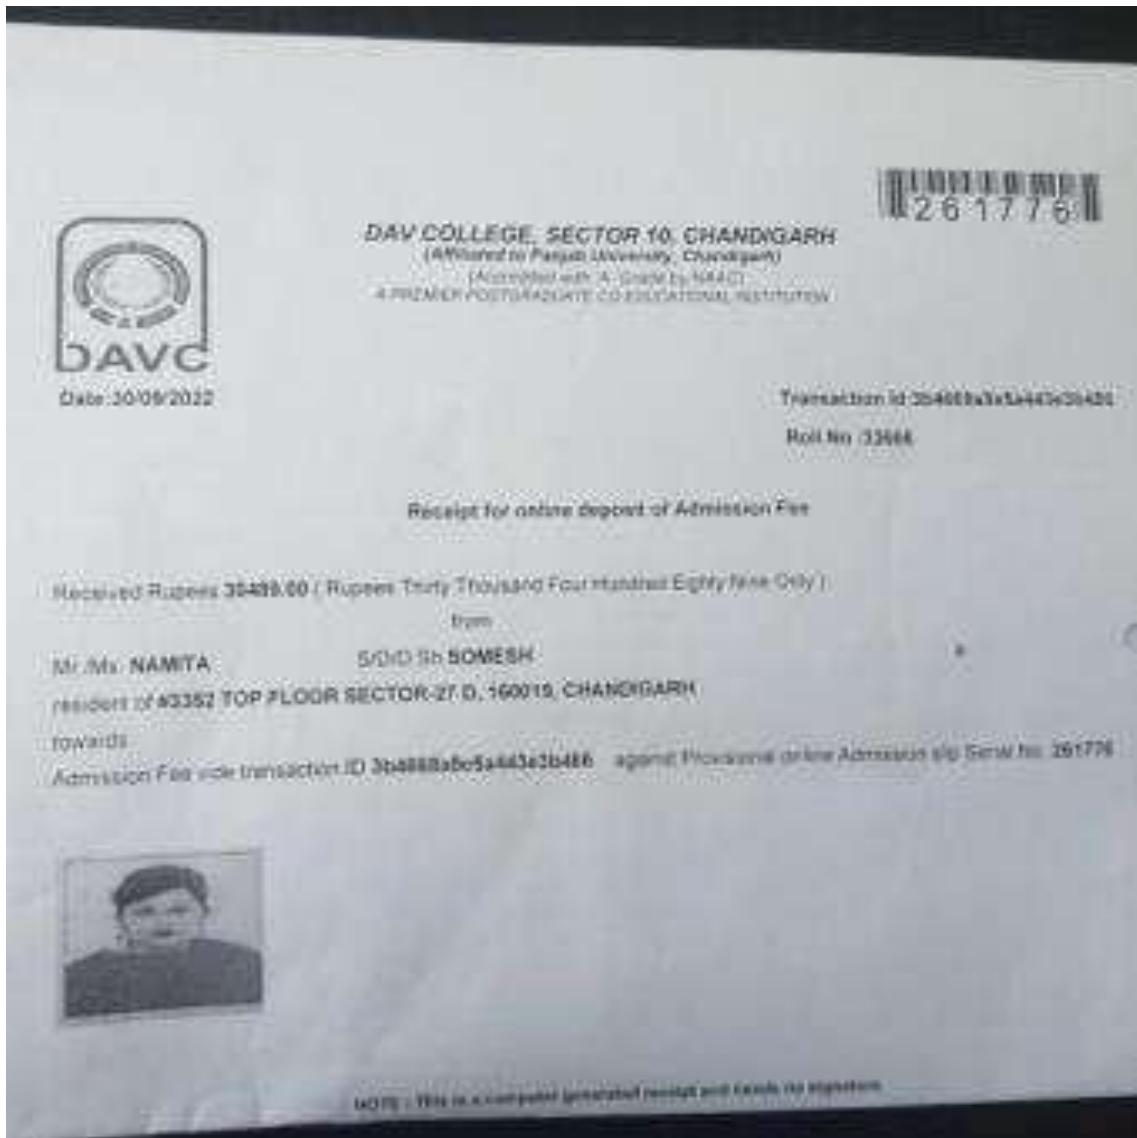 261776
DAV COLLEGE, SECTOR 10, CHANDIGARH
(Affiliated to Panjab University, Chandigarh)
(Accredited with 'A' Grade by NAAC)
A PREMIER POSTGRADUATE CO-EDUCATIONAL INSTITUTION
DAVC
Date :30/09/2022
Transaction Id
Roll No
Receipt for online deposit of Admission Fee
Received Rupees 30489.00 ( Rupees Thirty Thousand Four Hundred Eighty Nine Only )
from
Mr./Ms. NAMITA S/O/D Sh SOMESH
resident of TOP FLOOR SECTOR-27 D, 160019, CHANDIGARH
towards
Admission Fee vide transaction ID against Provisional online Admission slip Serial No. 261776
NOTE : This is a computer generated receipt and needs no signature